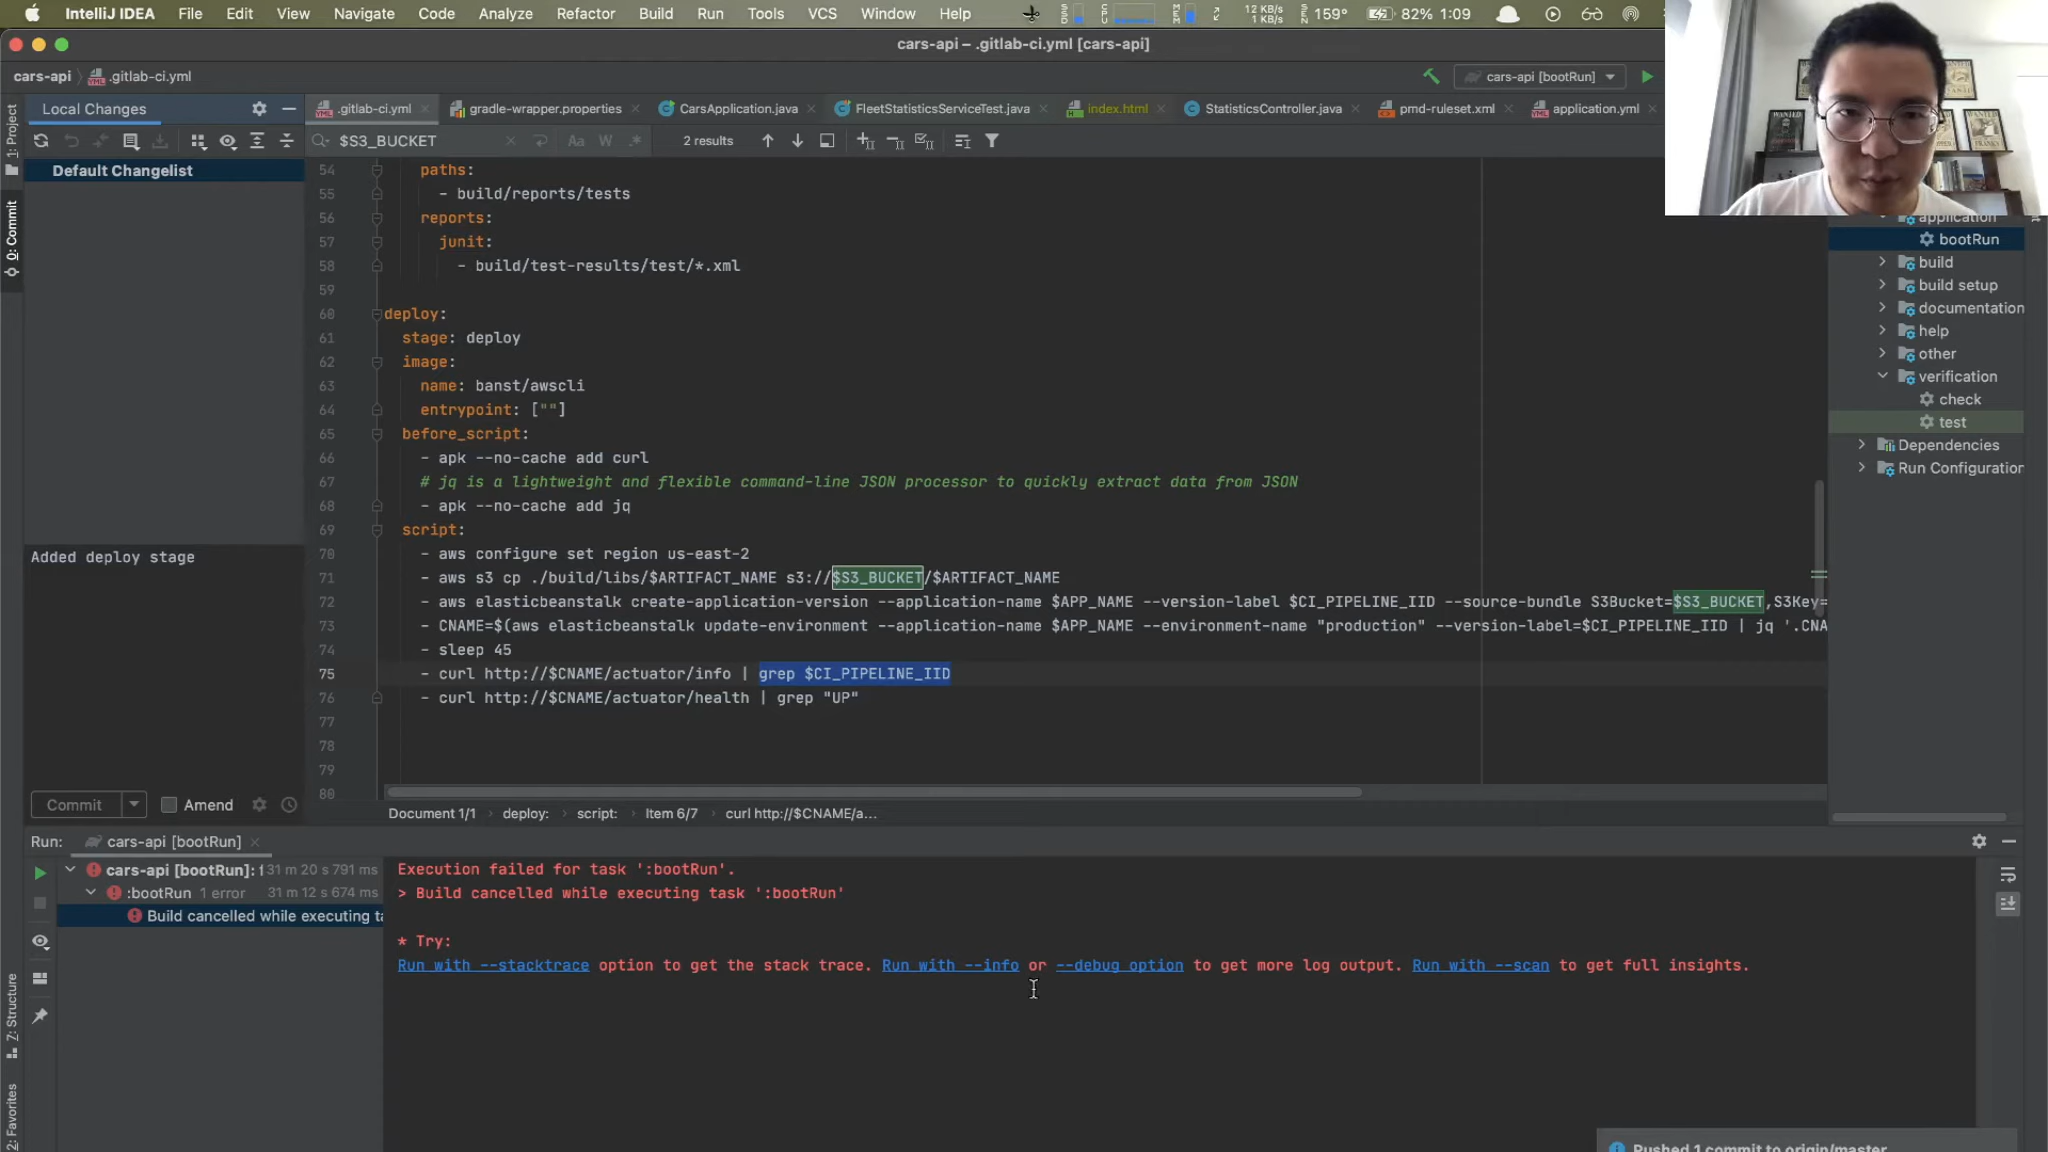 IntelliJ IDEA File Edit View Navigate Code Analyze Refactor Build Run Tools VCS Window Help 12 KB/s 1 KB/s 159° 82% 1:09
cars-api – .gitlab-ci.yml [cars-api]
cars-api .gitlab-ci.yml cars-api [bootRun]
Local Changes .gitlab-ci.yml gradle-wrapper.properties CarsApplication.java FleetStatisticsServiceTest.java index.html StatisticsController.java pmd-ruleset.xml application.yml
$S3_BUCKET Aa W .* 2 results
Default Changelist
1: Project
0: Commit
54 paths:
55 - build/reports/tests
56 reports:
57 junit:
58 - build/test-results/test/*.xml
59
60 deploy:
61 stage: deploy
62 image:
63 name: banst/awscli
64 entrypoint: [""]
65 before_script:
66 - apk --no-cache add curl
67 # jq is a lightweight and flexible command-line JSON processor to quickly extract data from JSON
68 - apk --no-cache add jq
69 script:
70 - aws configure set region us-east-2
71 - aws s3 cp ./build/libs/$ARTIFACT_NAME s3://$S3_BUCKET/$ARTIFACT_NAME
72 - aws elasticbeanstalk create-application-version --application-name $APP_NAME --version-label $CI_PIPELINE_IID --source-bundle S3Bucket=$S3_BUCKET,S3Key=
73 - CNAME=$(aws elasticbeanstalk update-environment --application-name $APP_NAME --environment-name "production" --version-label=$CI_PIPELINE_IID | jq '.CNA
74 - sleep 45
75 - curl http://$CNAME/actuator/info | grep $CI_PIPELINE_IID
76 - curl http://$CNAME/actuator/health | grep "UP"
77
78
79
80
application
bootRun
build
build setup
documentation
help
other
verification
check
test
Dependencies
Run Configuration
Added deploy stage
Commit Amend
Document 1/1 deploy: script: Item 6/7 curl http://$CNAME/a...
Run: cars-api [bootRun]
cars-api [bootRun]: f 31 m 20 s 791 ms
:bootRun 1 error 31 m 12 s 674 ms
Build cancelled while executing ta
Execution failed for task ':bootRun'.
> Build cancelled while executing task ':bootRun'
* Try:
Run with --stacktrace option to get the stack trace. Run with --info or --debug option to get more log output. Run with --scan to get full insights.
7: Structure
2: Favorites
Pushed 1 commit to origin/master